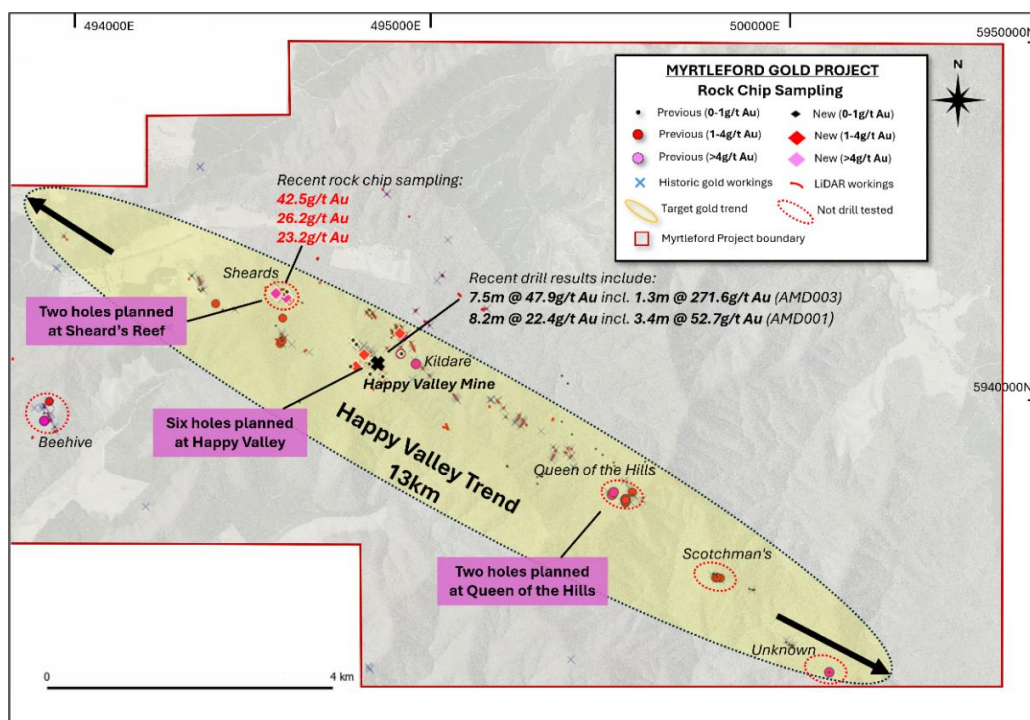 494000E
495000E
500000E
5950000N
MYRTLEFORD GOLD PROJECT
Rock Chip Sampling
Previous (0-1g/t Au)
New (0-1g/t Au)
Previous (1-4g/t Au)
New (1-4g/t Au)
Previous (>4g/t Au)
New (>4g/t Au)
Historic gold workings
LiDAR workings
Target gold trend
Not drill tested
Myrtleford Project boundary
N
Recent rock chip sampling:
42.5g/t Au
26.2g/t Au
23.2g/t Au
Sheards
Two holes planned
at Sheard's Reef
Recent drill results include:
7.5m @ 47.9g/t Au incl. 1.3m @ 271.6g/t Au (AMD003)
8.2m @ 22.4g/t Au incl. 3.4m @ 52.7g/t Au (AMD001)
Kildare
Happy Valley Mine
5940000N
Six holes planned
at Happy Valley
Beehive
Happy Valley Trend
13km
Queen of the Hills
Two holes planned
at Queen of the Hills
Scotchman's
Unknown
0
4 km